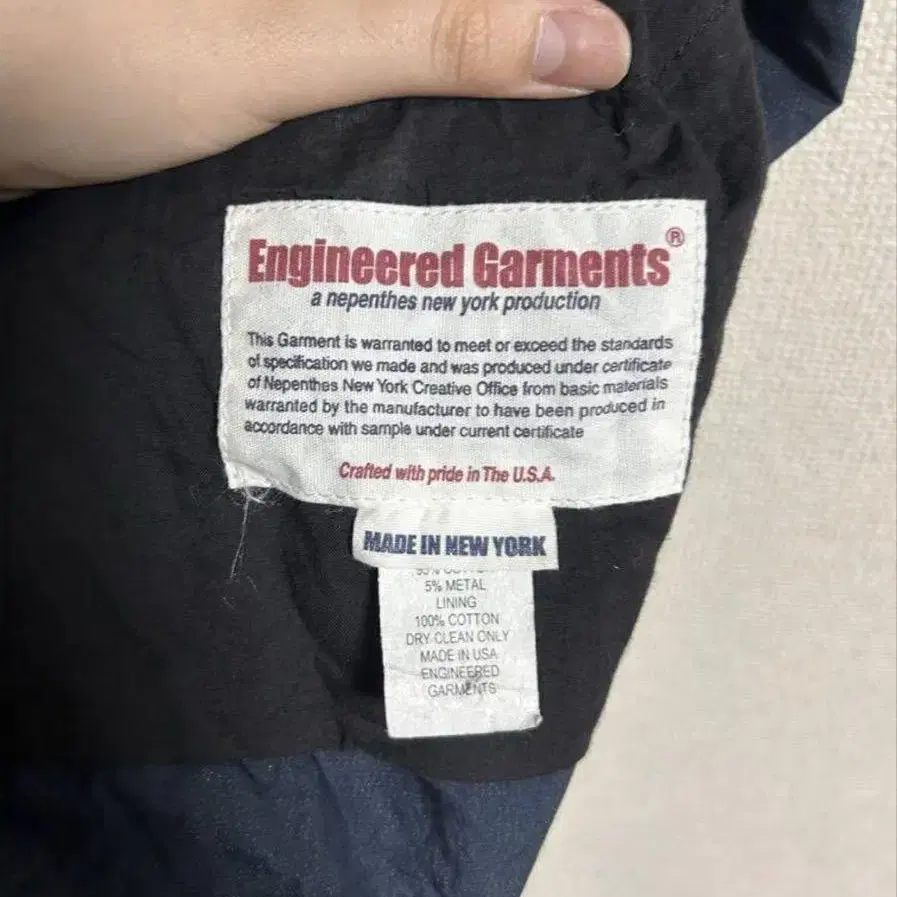 Engineered Garments®
a nepenthes new york production
This Garment is warranted to meet or exceed the standards
of specification we made and was produced under certificate
of Nepenthes New York Creative Office from basic materials
warranted by the manufacturer to have been produced in
accordance with sample under current certificate
Crafted with pride in The U.S.A.
MADE IN NEW YORK
5% METAL
LINING
100% COTTON
DRY CLEAN ONLY
MADE IN USA
ENGINEERED
GARMENTS